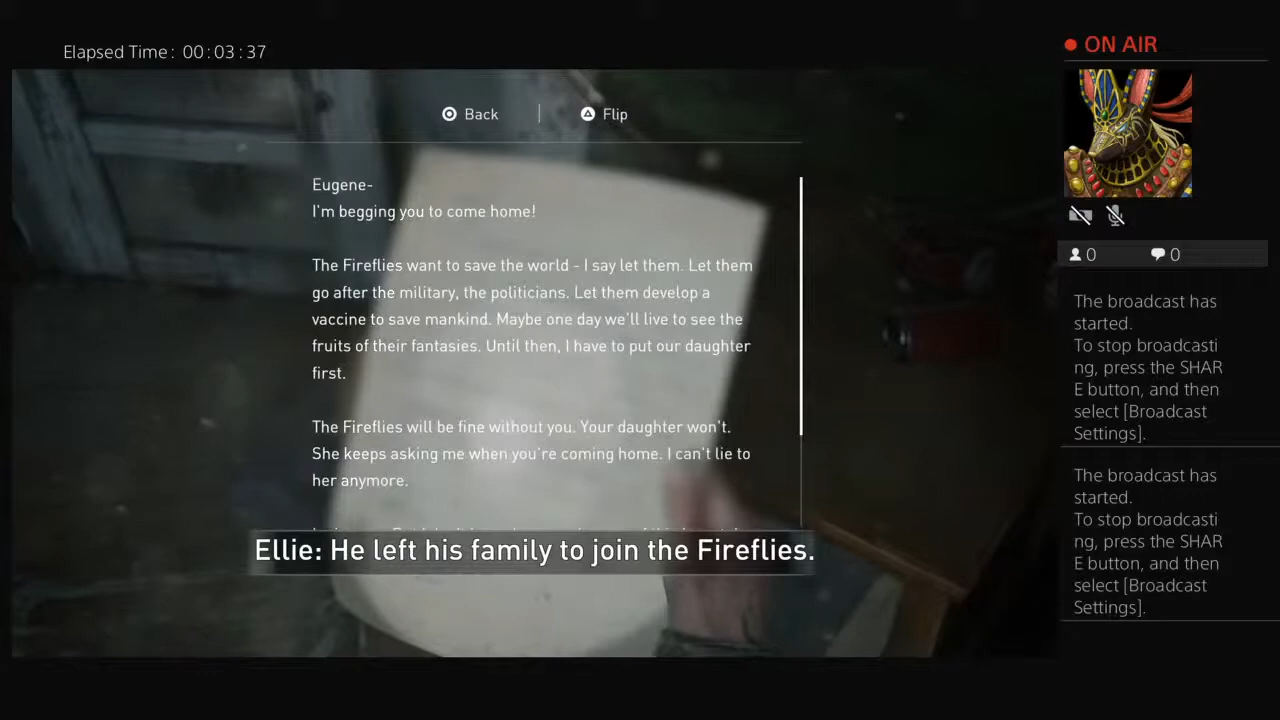 Elapsed Time: 00:03:37
ON AIR
Back
Flip
Eugene-
I'm begging you to come home!
The Fireflies want to save the world - I say let them. Let them
go after the military, the politicians. Let them develop a
vaccine to save mankind. Maybe one day we'll live to see the
fruits of their fantasies. Until then, I have to put our daughter
first.
The Fireflies will be fine without you. Your daughter won't.
She keeps asking me when you're coming home. I can't lie to
her anymore.
Ellie: He left his family to join the Fireflies.
0
0
The broadcast has
started.
To stop broadcasti
ng, press the SHAR
E button, and then
select [Broadcast
Settings].
The broadcast has
started.
To stop broadcasti
ng, press the SHAR
E button, and then
select [Broadcast
Settings].